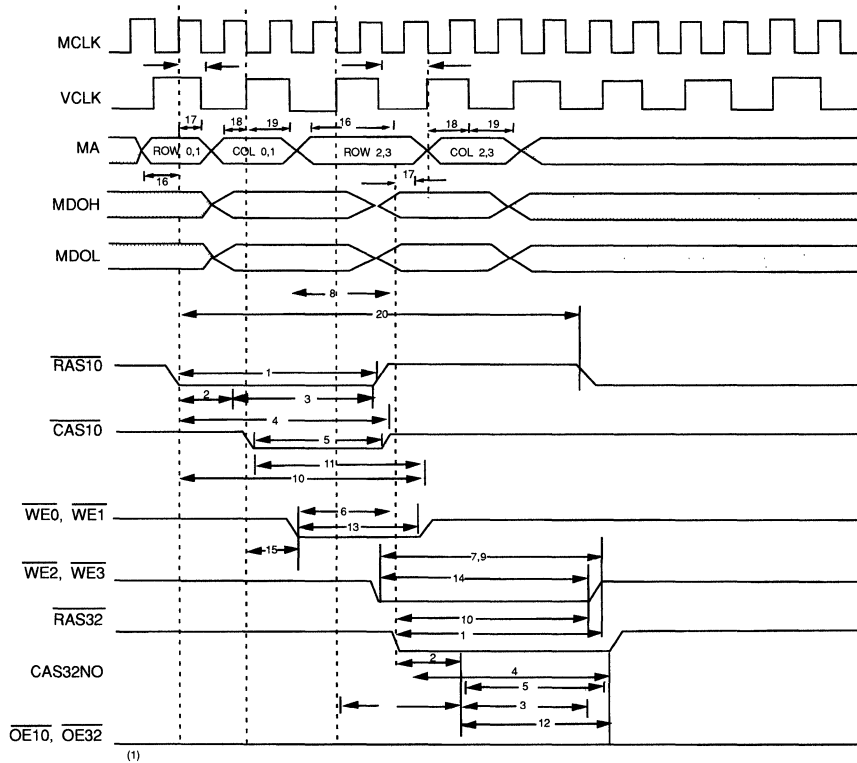 MCLK
VCLK
17 18 19 16 18 19
MA ROW 0,1 COL 0,1 ROW 2,3 COL 2,3
16 17
MDOH
MDOL
8
20
RAS10
1
2 3
4
CAS10
5
11
10
WE0, WE1
6
13
15
7,9
WE2, WE3
14
10
RAS32
1
2
CAS32NO
4
5
3
12
OE10, OE32
(1)